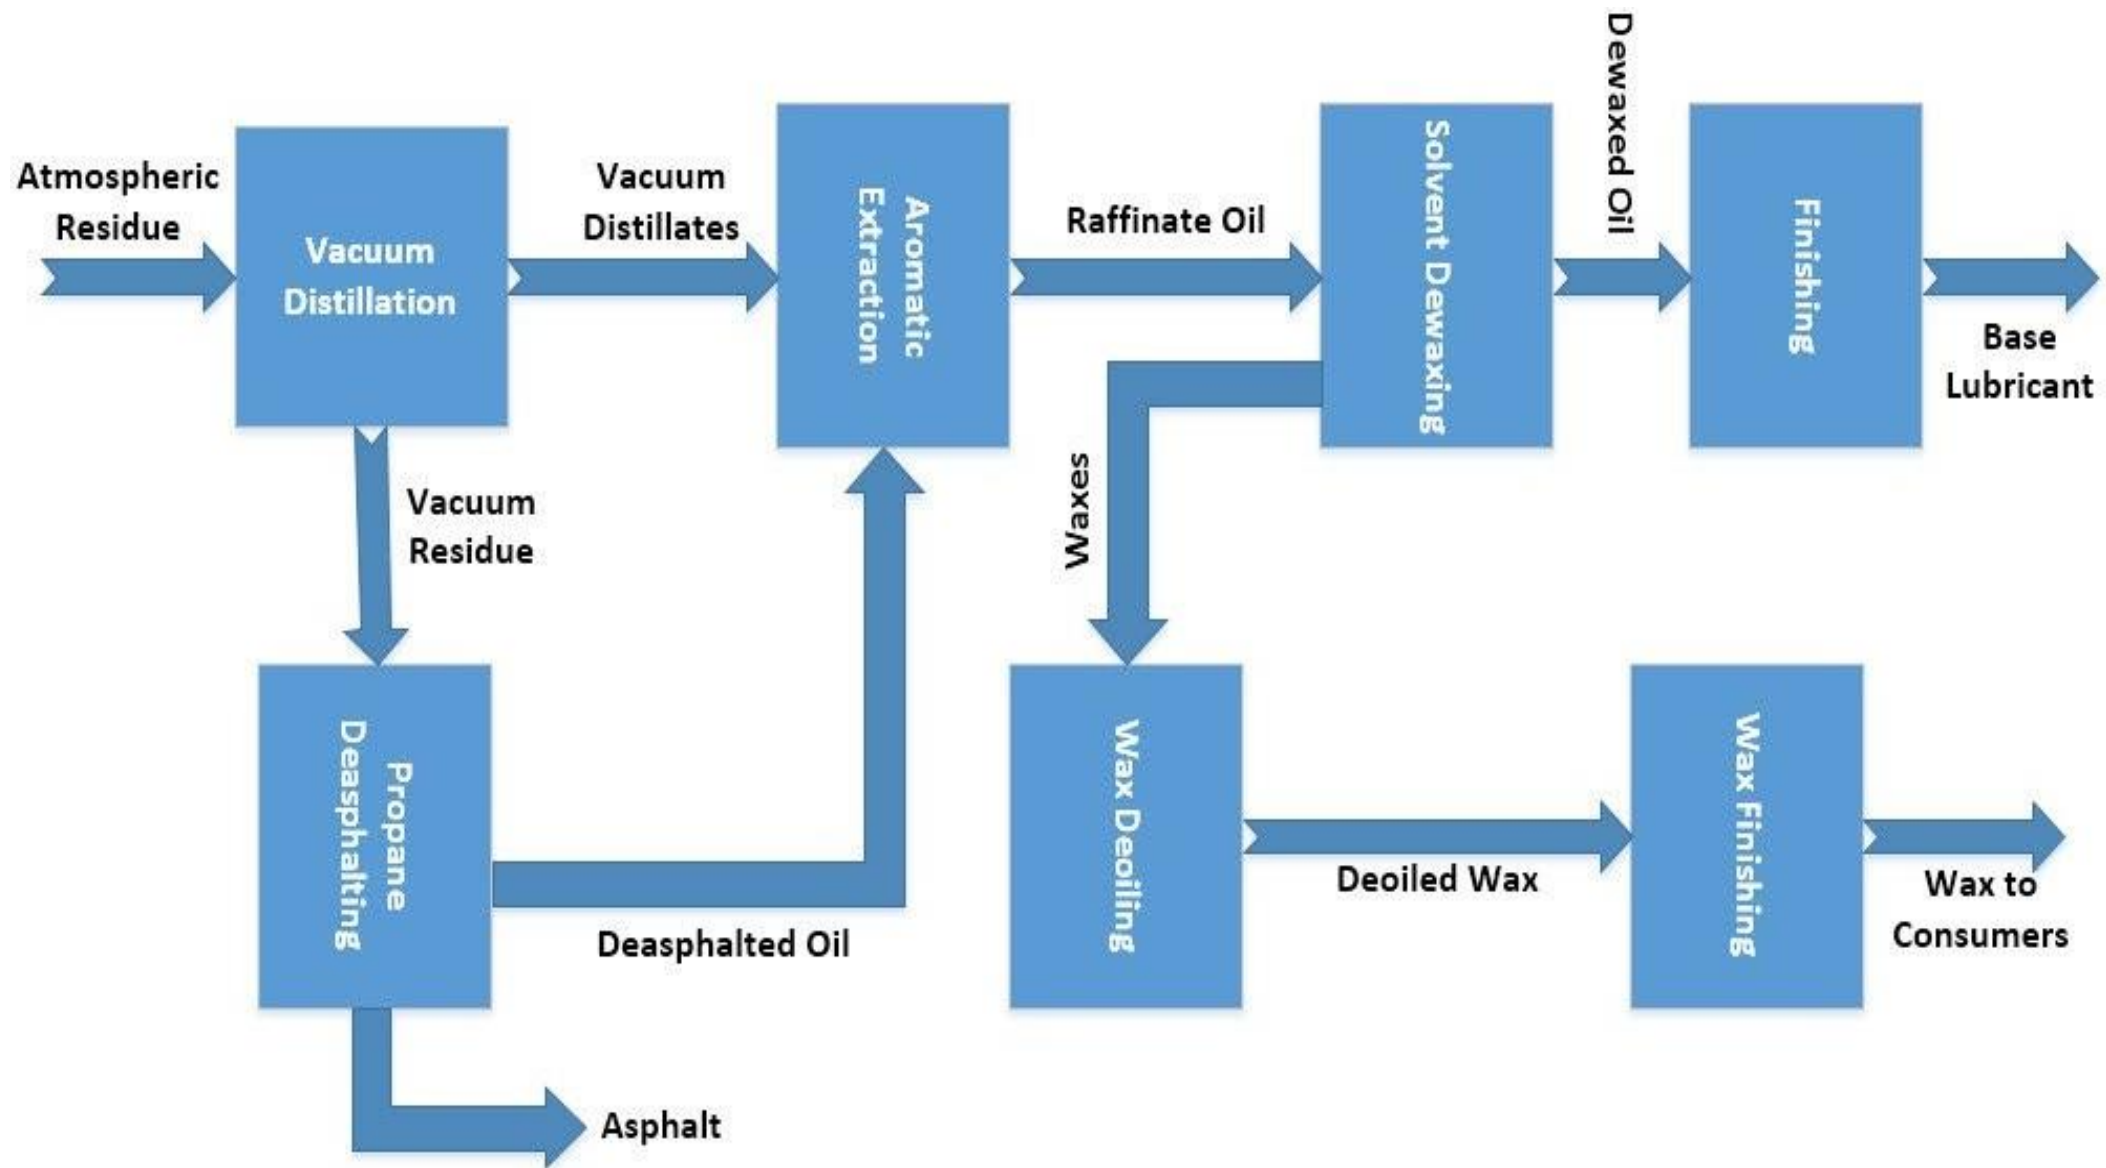 Atmospheric
Residue
Vacuum
Distillation
Vacuum
Distillates
Aromatic
Extraction
Raffinate Oil
Solvent Dewaxing
Dewaxed Oil
Finishing
Base
Lubricant
Vacuum
Residue
Propane
Deasphalting
Deasphalted Oil
Asphalt
Waxes
Wax Deoiling
Deoiled Wax
Wax Finishing
Wax to
Consumers